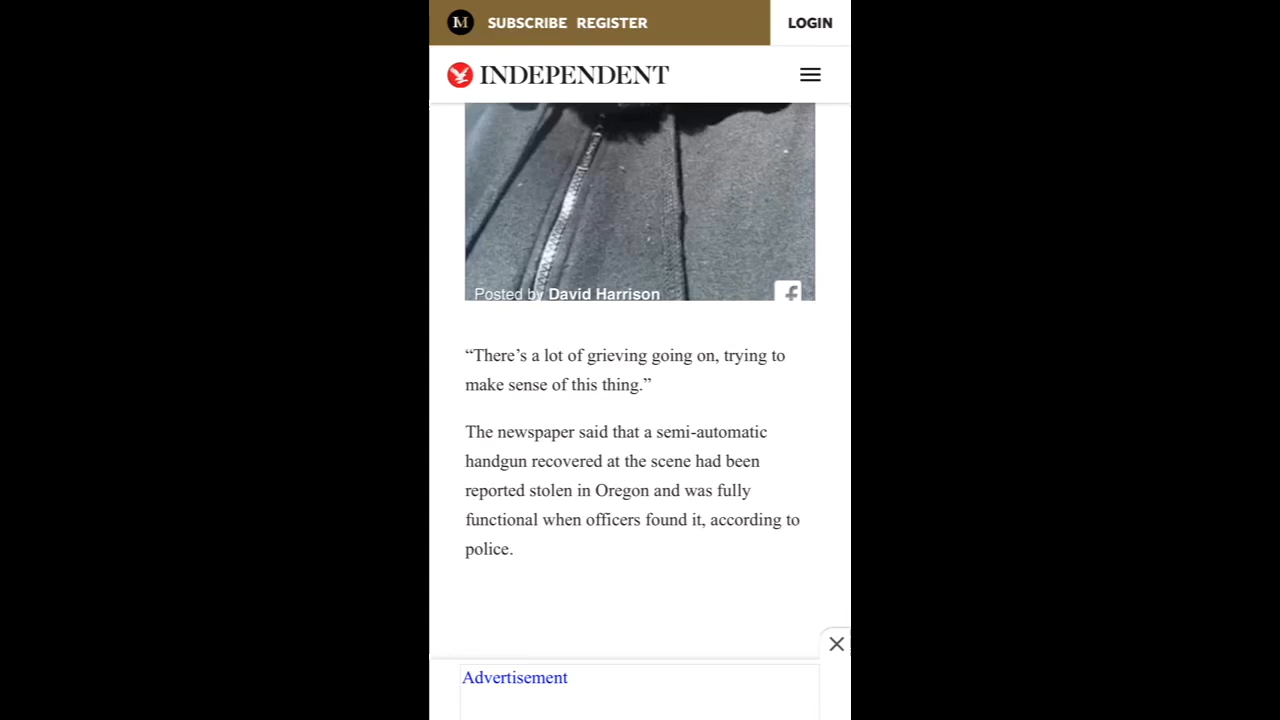 M SUBSCRIBE REGISTER LOGIN
INDEPENDENT
Posted by David Harrison
“There’s a lot of grieving going on, trying to
make sense of this thing.”
The newspaper said that a semi-automatic
handgun recovered at the scene had been
reported stolen in Oregon and was fully
functional when officers found it, according to
police.
Advertisement